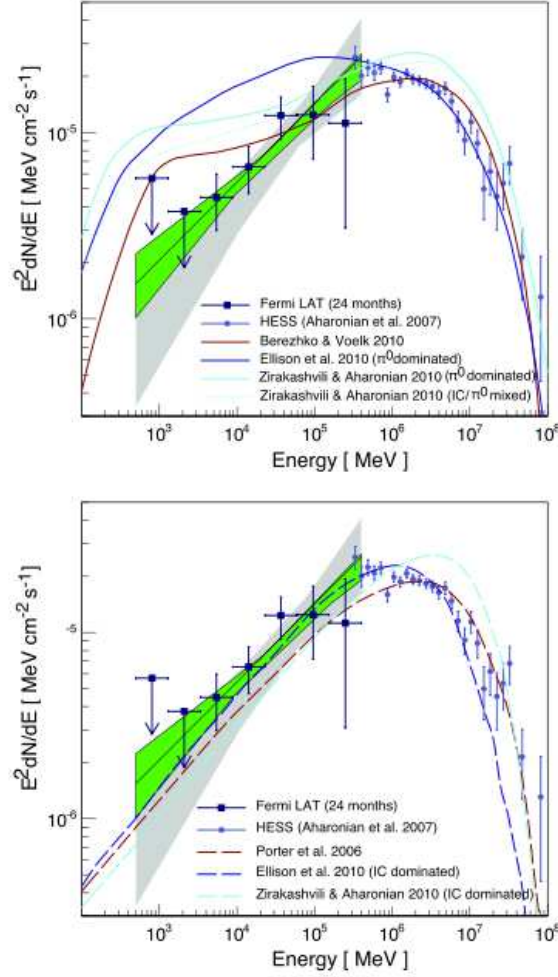 E²dN/dE [ MeV cm⁻² s⁻¹ ]
10⁻⁵
10⁻⁶
Fermi LAT (24 months)
HESS (Aharonian et al. 2007)
Berezhko & Voelk 2010
Ellison et al. 2010 (π⁰dominated)
Zirakashvili & Aharonian 2010 (π⁰dominated)
Zirakashvili & Aharonian 2010 (IC/π⁰mixed)
10³ 10⁴ 10⁵ 10⁶ 10⁷ 10⁸
Energy [ MeV ]
E²dN/dE [ MeV cm⁻² s⁻¹ ]
-5
10⁻⁶
Fermi LAT (24 months)
HESS (Aharonian et al. 2007)
Porter et al. 2006
Ellison et al. 2010 (IC dominated)
Zirakashvili & Aharonian 2010 (IC dominated)
10³ 10⁴ 10⁵ 10⁶ 10⁷ 10⁸
Energy [ MeV ]